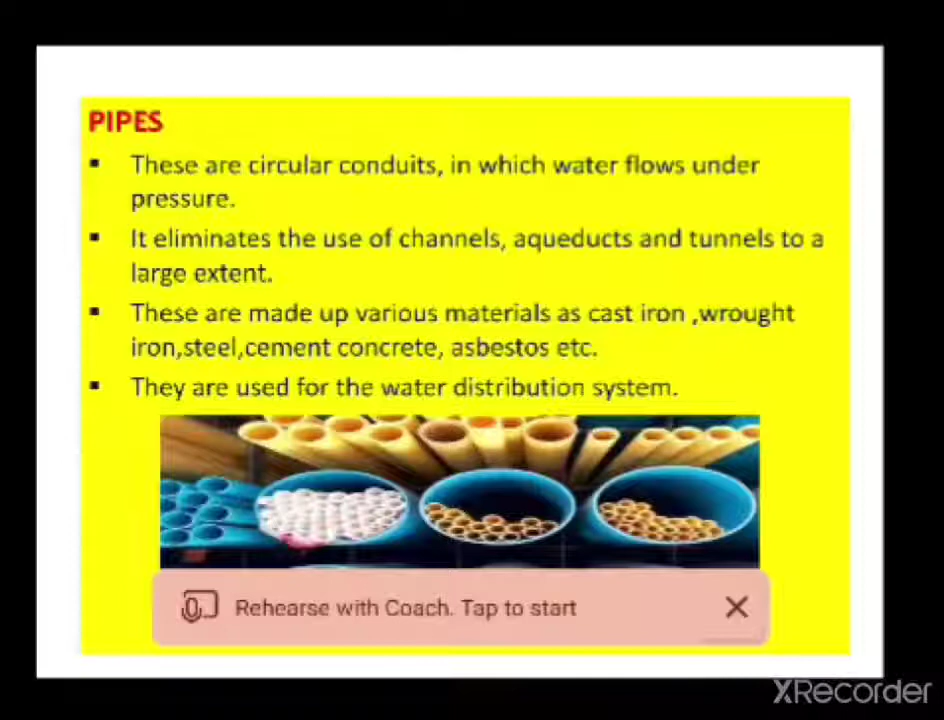 PIPES
▪ These are circular conduits, in which water flows under
pressure.
▪ It eliminates the use of channels, aqueducts and tunnels to a
large extent.
▪ These are made up various materials as cast iron ,wrought
iron,steel,cement concrete, asbestos etc.
▪ They are used for the water distribution system.
Rehearse with Coach. Tap to start
XRecorder